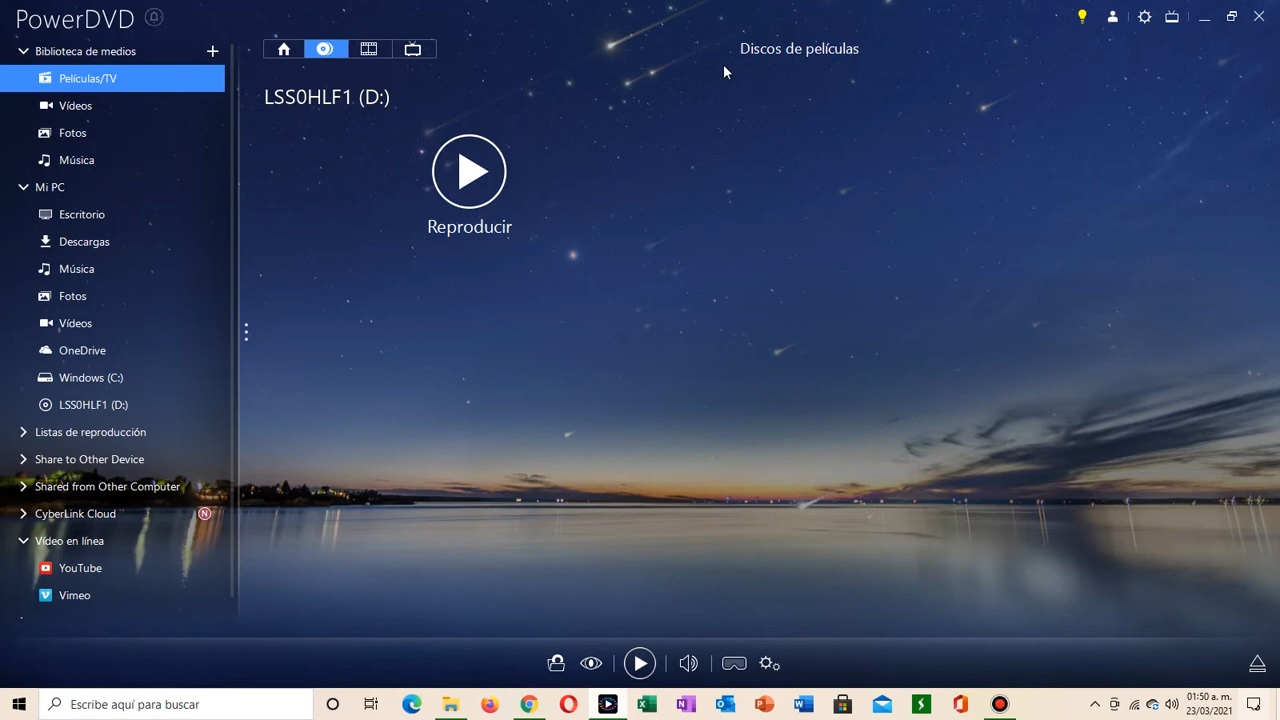 PowerDVD
Biblioteca de medios
Películas/TV
Vídeos
Fotos
Música
Mi PC
Escritorio
Descargas
Música
Fotos
Vídeos
OneDrive
Windows (C:)
LSS0HLF1 (D:)
Listas de reproducción
Share to Other Device
Shared from Other Computer
CyberLink Cloud N
Vídeo en línea
YouTube
Vimeo
Discos de películas
LSS0HLF1 (D:)
Reproducir
Escribe aquí para buscar
01:50 a. m.
23/03/2021